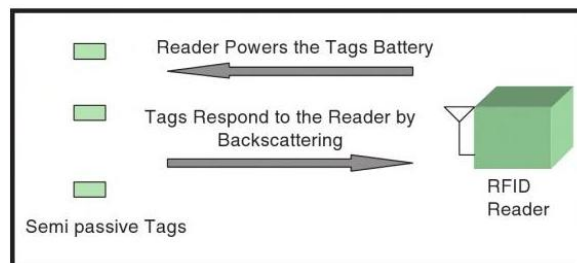 Reader Powers the Tags Battery
Tags Respond to the Reader by
Backscattering
RFID
Reader
Semi passive Tags